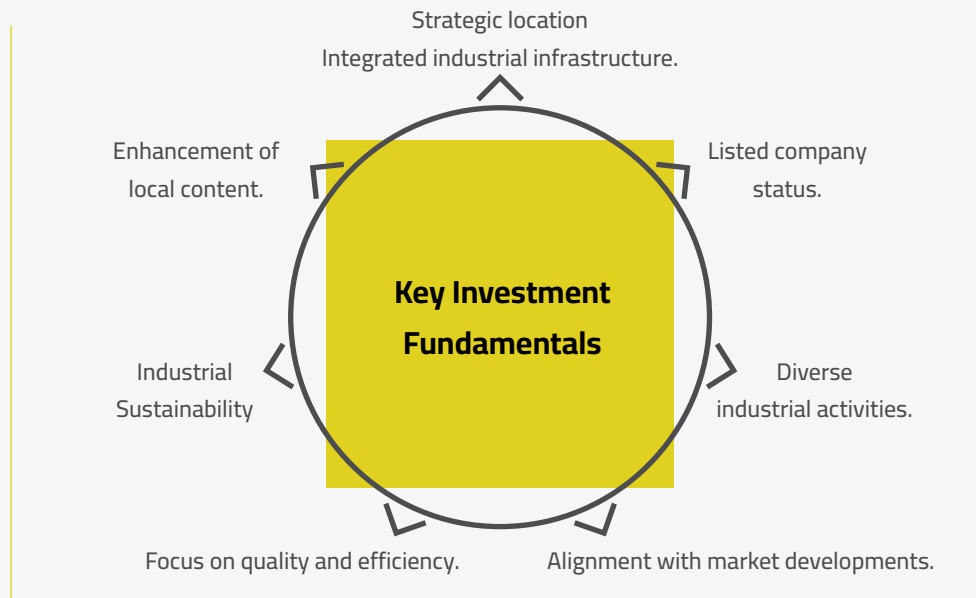 Strategic location
Integrated industrial infrastructure.
Enhancement of
local content.
Listed company
status.
Key Investment
Fundamentals
Industrial
Sustainability
Diverse
industrial activities.
Focus on quality and efficiency.
Alignment with market developments.